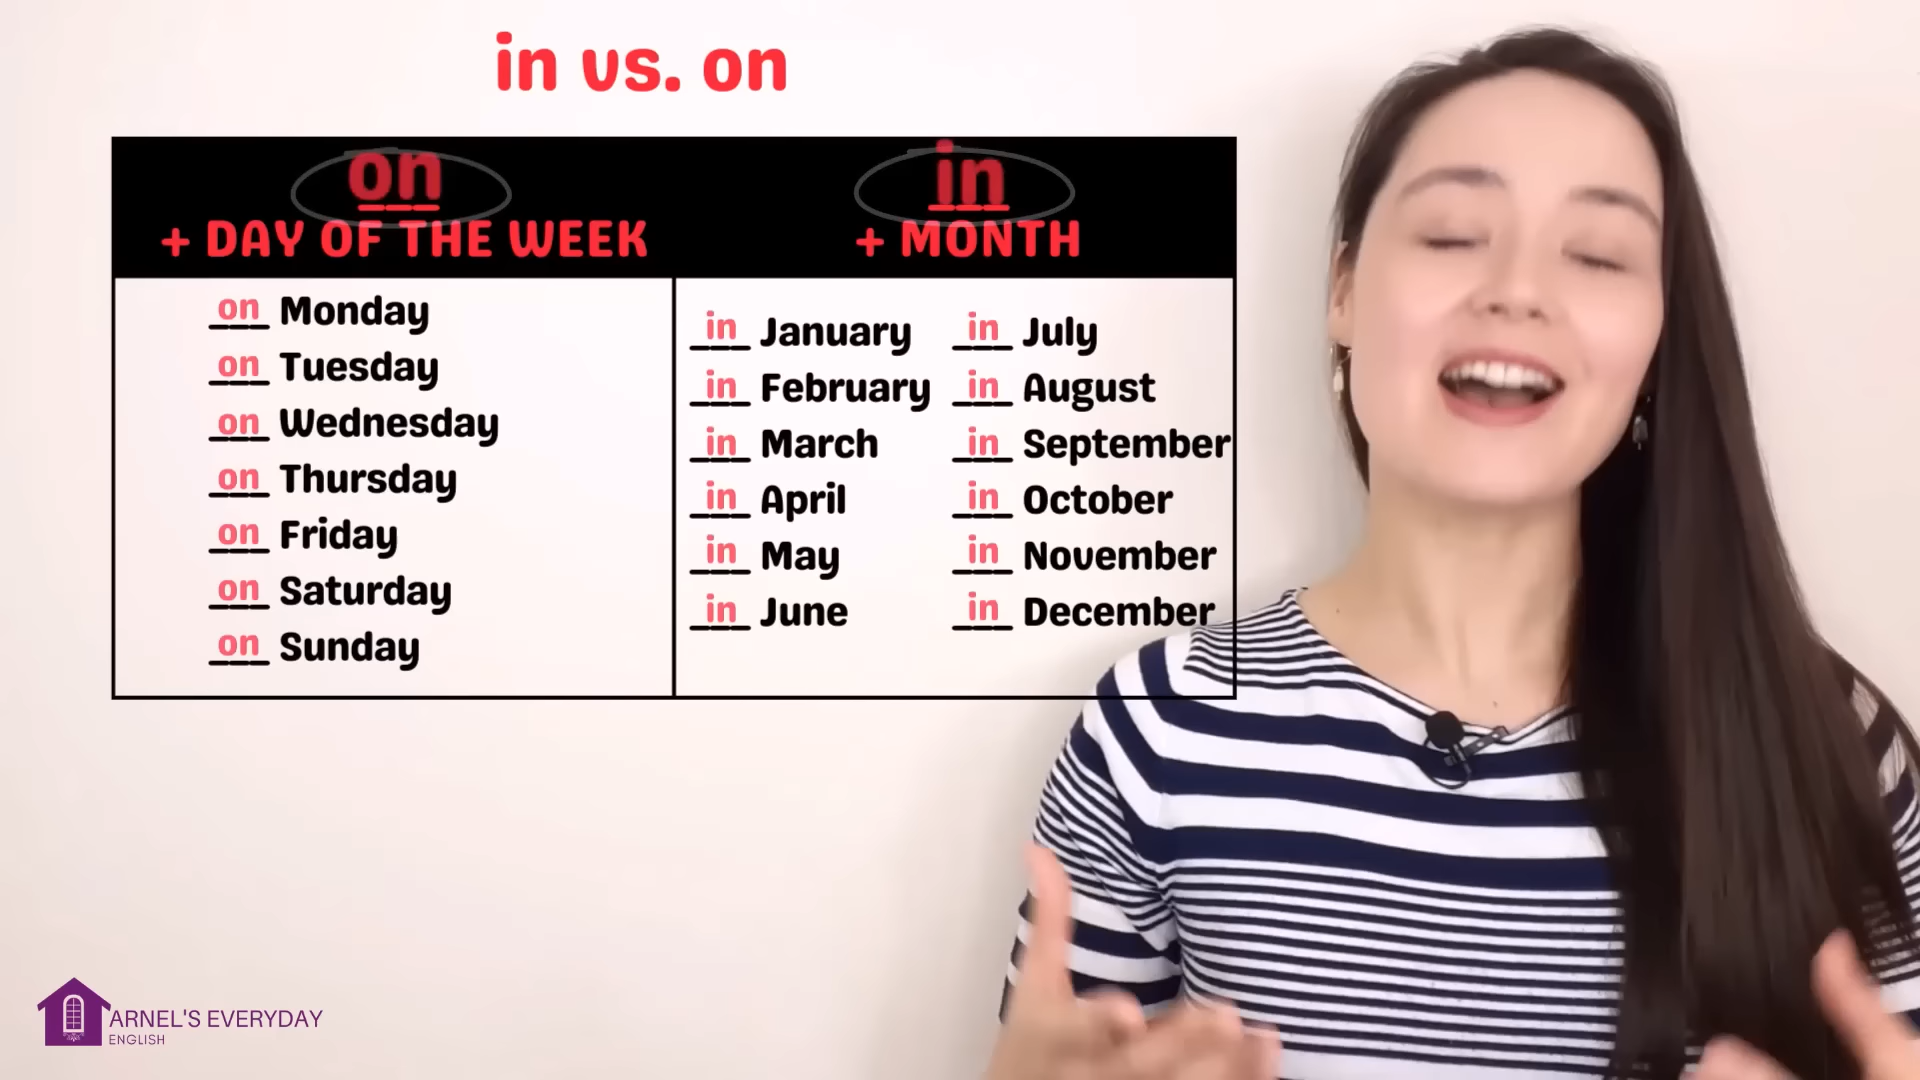 in vs. on
on
+ DAY OF THE WEEK
on Monday
on Tuesday
on Wednesday
on Thursday
on Friday
on Saturday
on Sunday
in
+ MONTH
in January
in February
in March
in April
in May
in June
in July
in August
in September
in October
in November
in December
ARNEL'S EVERYDAY
ENGLISH